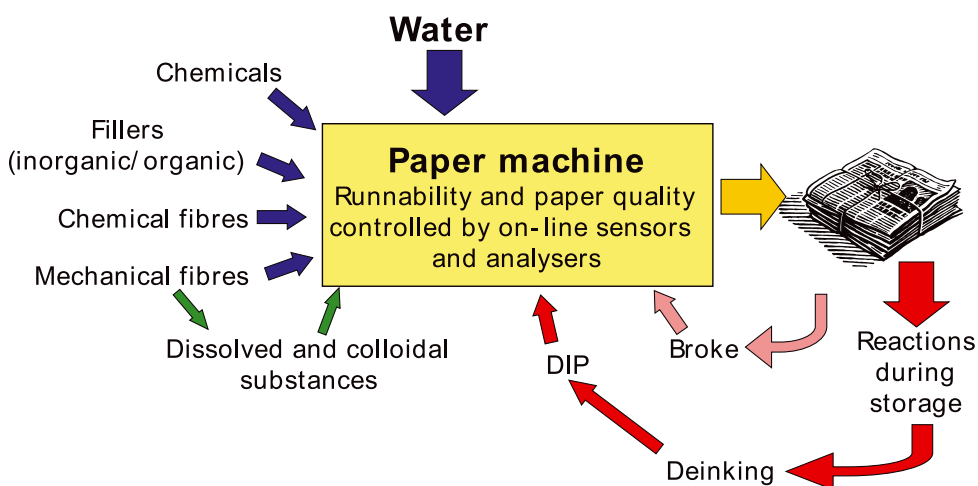 Water
Chemicals
Fillers
(inorganic/ organic)
Chemical fibres
Mechanical fibres
Paper machine
Runnability and paper quality
controlled by on-line sensors
and analysers
Dissolved and colloidal
substances
DIP
Broke
Reactions
during
storage
Deinking